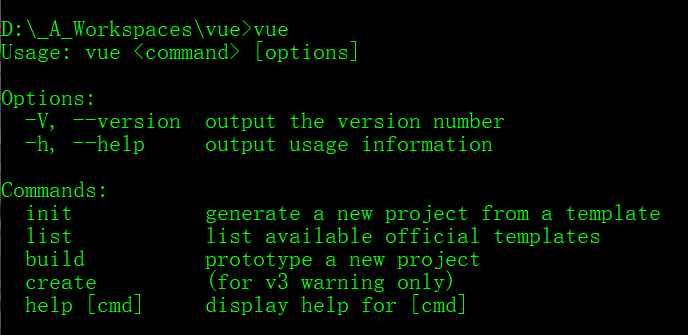 D:\_A_Workspaces\vue>vue
Usage: vue <command> [options]
Options:
-V, --version output the version number
-h, --help output usage information
Commands:
init generate a new project from a template
list list available official templates
build prototype a new project
create (for v3 warning only)
help [cmd] display help for [cmd]